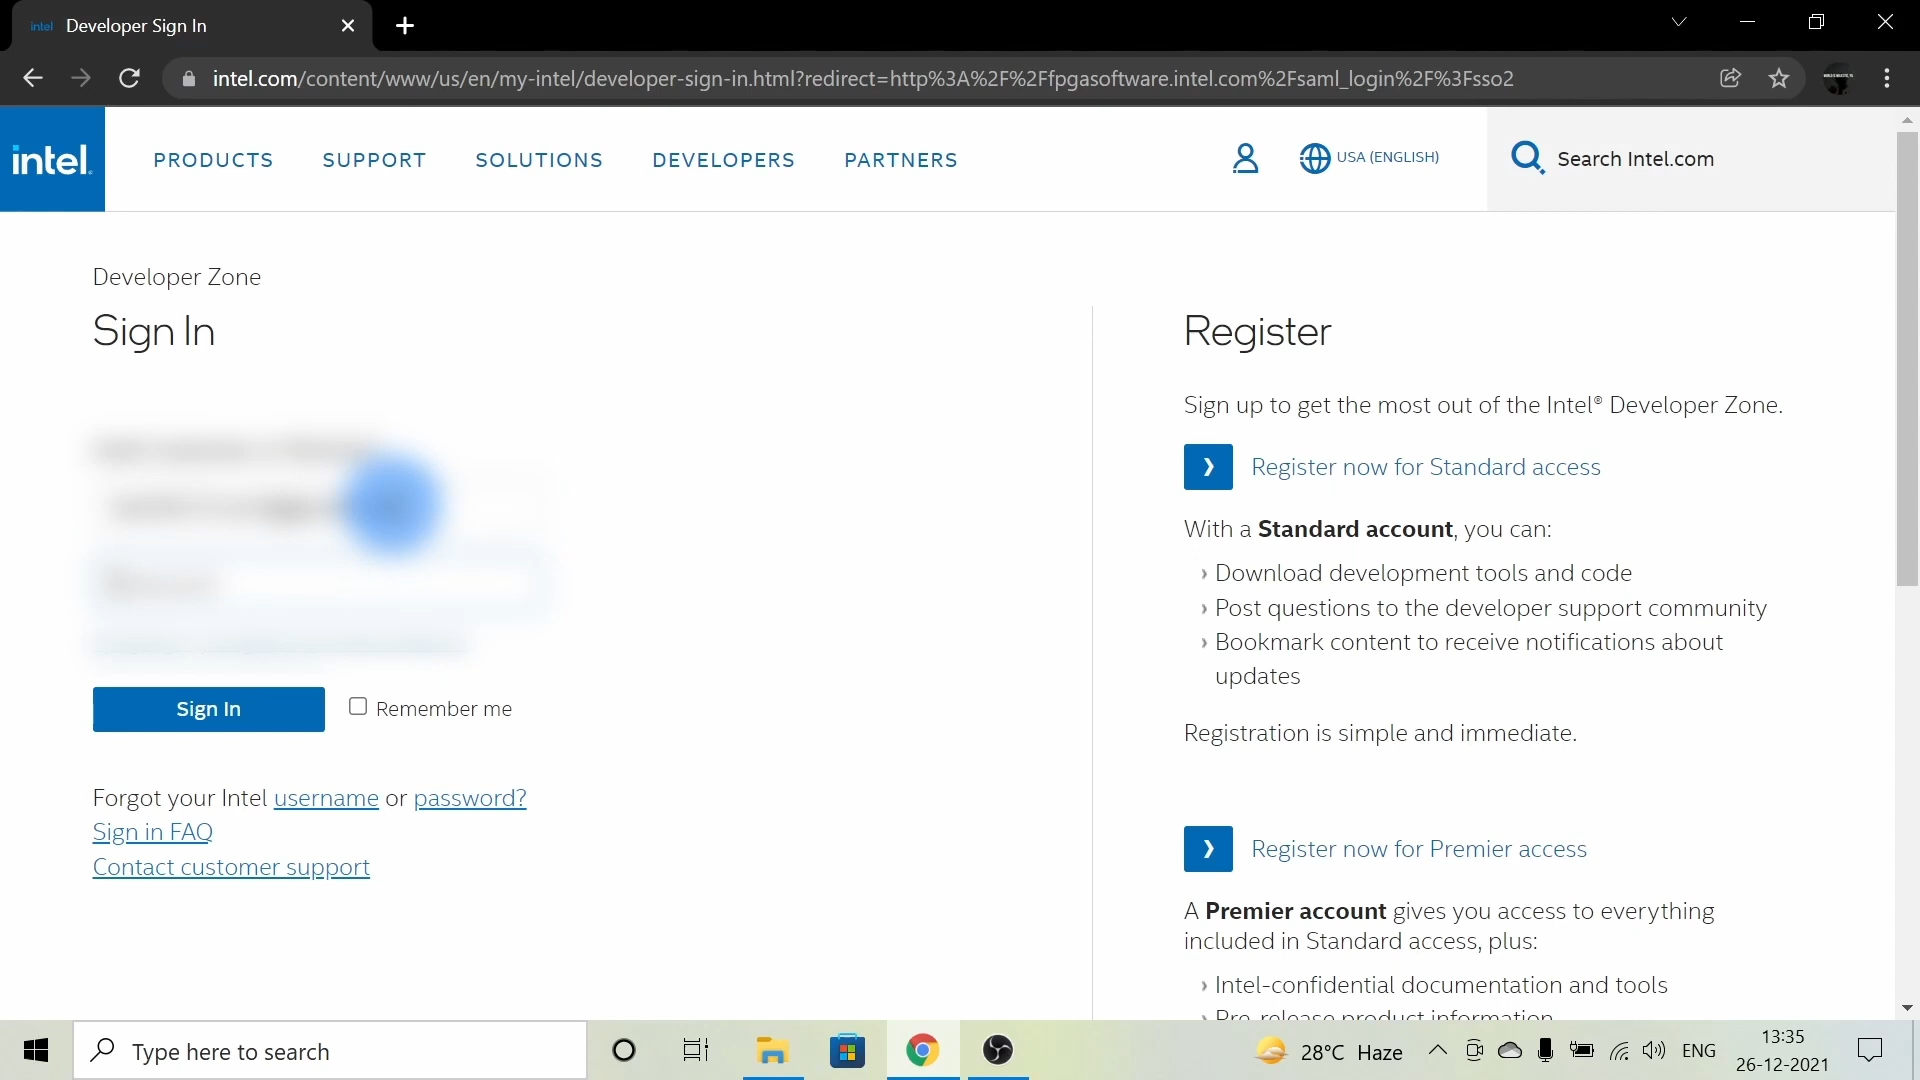 intel Developer Sign In
intel.com/content/www/us/en/my-intel/developer-sign-in.html?redirect=http%3A%2F%2Ffpgasoftware.intel.com%2Fsaml_login%2F%3Fsso2
intel.
PRODUCTS SUPPORT SOLUTIONS DEVELOPERS PARTNERS
USA (ENGLISH)
Search Intel.com
Developer Zone
Sign In
Sign In
Remember me
Forgot your Intel username or password?
Sign in FAQ
Contact customer support
Register
Sign up to get the most out of the Intel® Developer Zone.
Register now for Standard access
With a Standard account, you can:
› Download development tools and code
› Post questions to the developer support community
› Bookmark content to receive notifications about
updates
Registration is simple and immediate.
Register now for Premier access
A Premier account gives you access to everything
included in Standard access, plus:
› Intel-confidential documentation and tools
› Pre-release product information
Type here to search
28°C Haze
ENG
13:35
26-12-2021